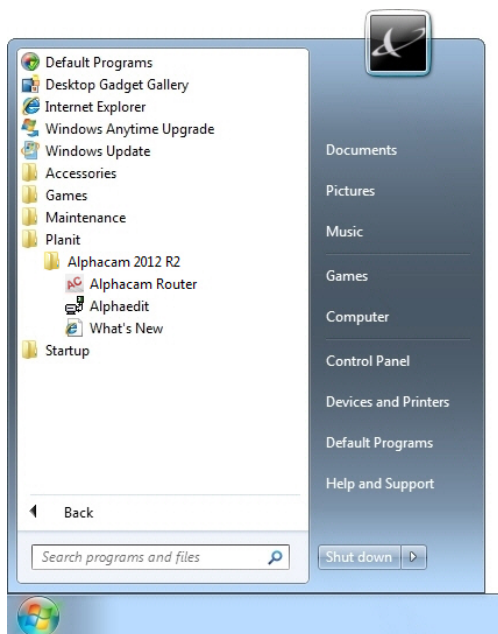 Default Programs
Desktop Gadget Gallery
Internet Explorer
Windows Anytime Upgrade
Windows Update
Accessories
Games
Maintenance
Planit
Alphacam 2012 R2
AC Alphacam Router
Alphaedit
What's New
Startup
Back
Search programs and files
Documents
Pictures
Music
Games
Computer
Control Panel
Devices and Printers
Default Programs
Help and Support
Shut down